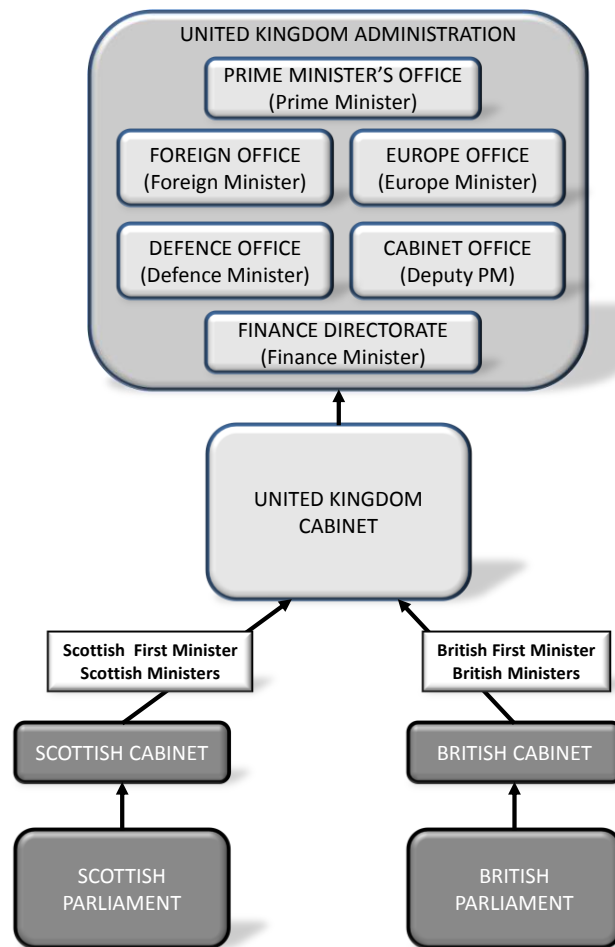 UNITED KINGDOM ADMINISTRATION
PRIME MINISTER’S OFFICE
(Prime Minister)
FOREIGN OFFICE
(Foreign Minister)
EUROPE OFFICE
(Europe Minister)
DEFENCE OFFICE
(Defence Minister)
CABINET OFFICE
(Deputy PM)
FINANCE DIRECTORATE
(Finance Minister)
UNITED KINGDOM
CABINET
Scottish First Minister
Scottish Ministers
British First Minister
British Ministers
SCOTTISH CABINET
BRITISH CABINET
SCOTTISH
PARLIAMENT
BRITISH
PARLIAMENT